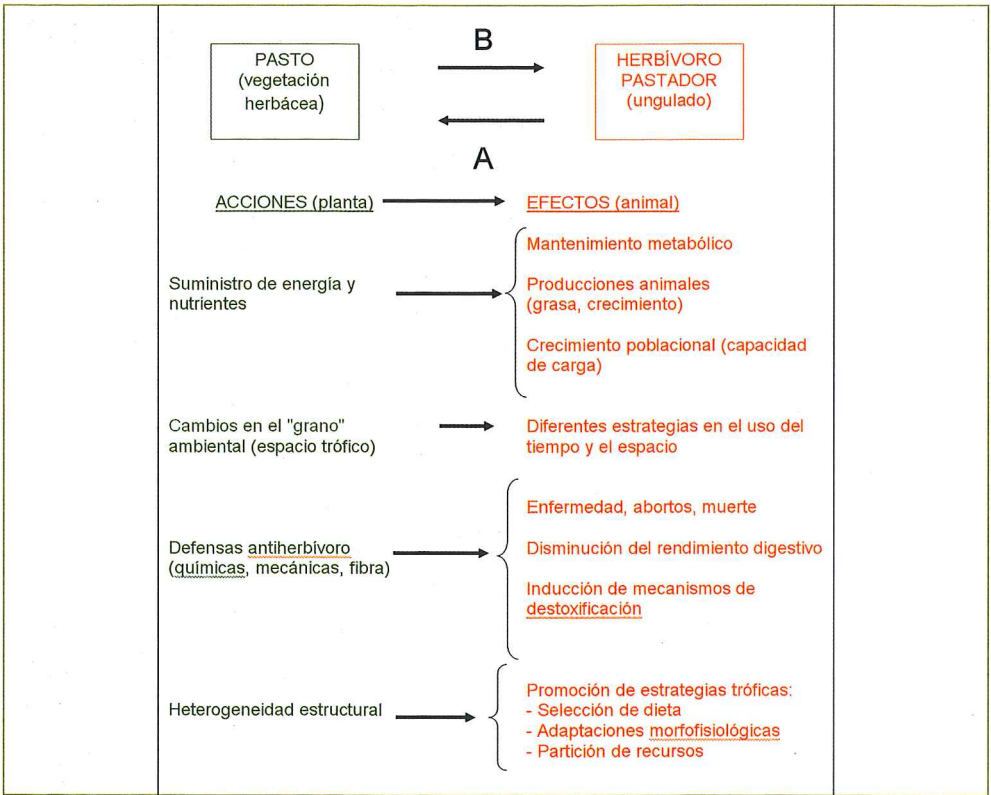 B
PASTO
(vegetación
herbácea)
HERBÍVORO
PASTADOR
(ungulado)
A
ACCIONES (planta)
EFECTOS (animal)
Suministro de energía y
nutrientes
Mantenimiento metabólico
Producciones animales
(grasa, crecimiento)
Crecimiento poblacional (capacidad
de carga)
Cambios en el "grano"
ambiental (espacio trófico)
Diferentes estrategias en el uso del
tiempo y el espacio
Defensas antiherbívoro
(químicas, mecánicas, fibra)
Enfermedad, abortos, muerte
Disminución del rendimiento digestivo
Inducción de mecanismos de
destoxificación
Heterogeneidad estructural
Promoción de estrategias tróficas:
- Selección de dieta
- Adaptaciones morfofisiológicas
- Partición de recursos